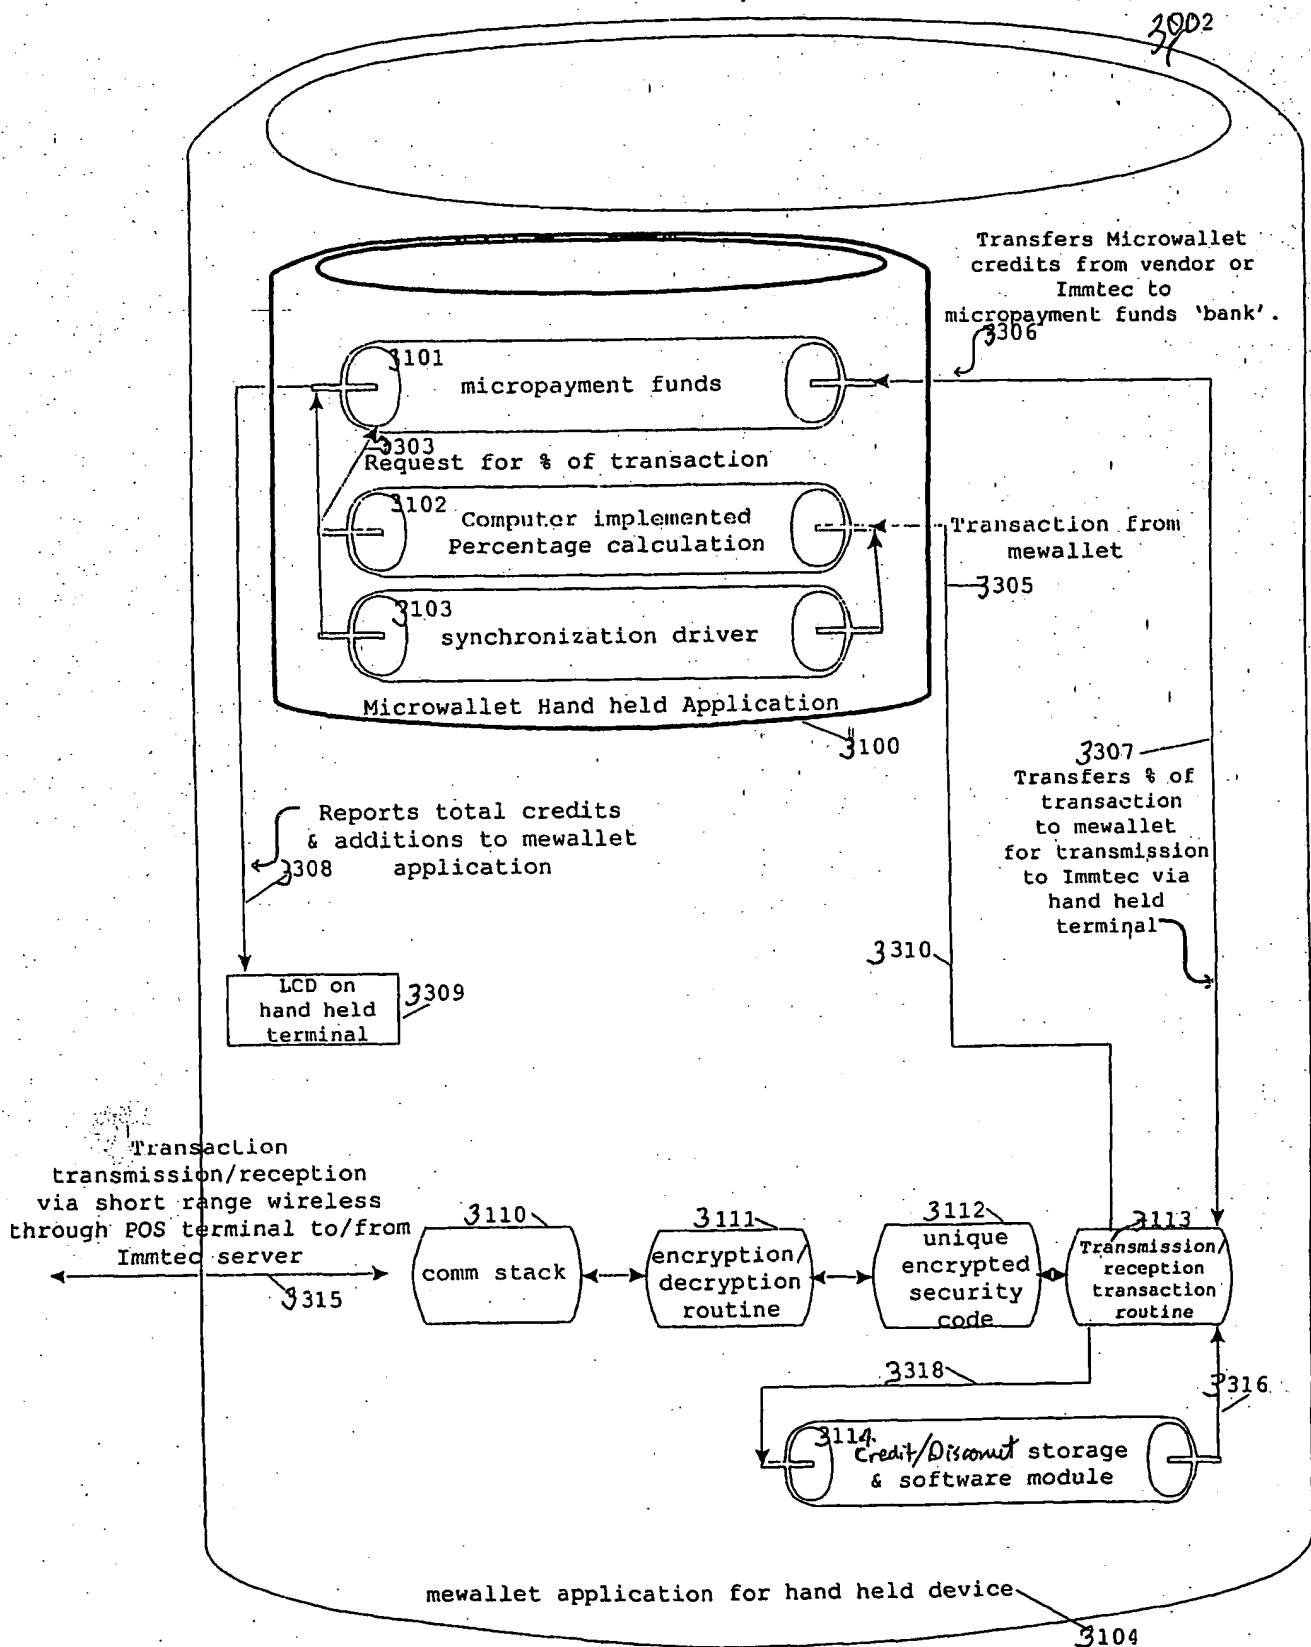 3002
Transfers Microwallet
credits from vendor or
Immtec to
micropayment funds 'bank'.
3306
3101
micropayment funds
3303
Request for % of transaction
3102
Computer implemented
Percentage calculation
Transaction from
mewallet
3305
3103
synchronization driver
Microwallet Hand held Application
3100
3307
Transfers % of
transaction
to mewallet
for transmission
to Immtec via
hand held
terminal
Reports total credits
& additions to mewallet
application
3308
3310
LCD on
hand held
terminal
3309
Transaction
transmission/reception
via short range wireless
through POS terminal to/from
Immtec server
3315
3110
comm stack
3111
encryption/
decryption
routine
3112
unique
encrypted
security
code
3113
Transmission/
reception
transaction
routine
3318
3316
3114.
Credit/Discount storage
& software module
mewallet application for hand held device
3104